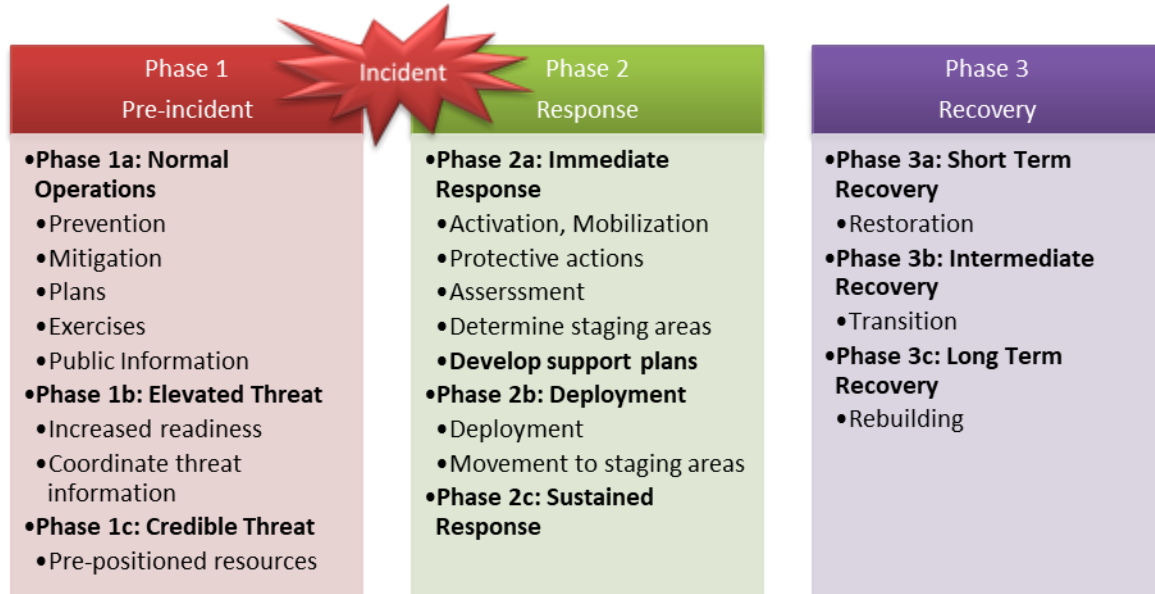 Phase 1
Pre-incident
•Phase 1a: Normal
Operations
•Prevention
•Mitigation
•Plans
•Exercises
•Public Information
•Phase 1b: Elevated Threat
•Increased readiness
•Coordinate threat
information
•Phase 1c: Credible Threat
•Pre-positioned resources
Incident
Phase 2
Response
•Phase 2a: Immediate
Response
•Activation, Mobilization
•Protective actions
•Asserssment
•Determine staging areas
•Develop support plans
•Phase 2b: Deployment
•Deployment
•Movement to staging areas
•Phase 2c: Sustained
Response
Phase 3
Recovery
•Phase 3a: Short Term
Recovery
•Restoration
•Phase 3b: Intermediate
Recovery
•Transition
•Phase 3c: Long Term
Recovery
•Rebuilding